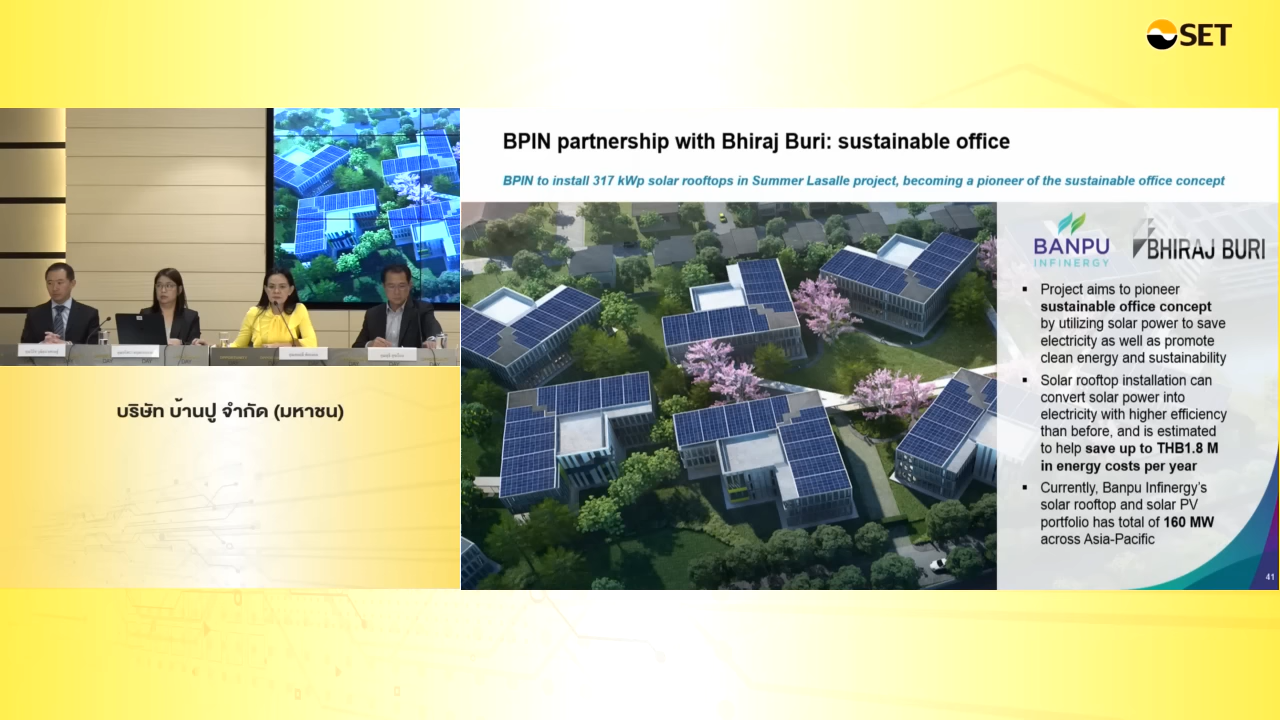 SET
BPIN partnership with Bhiraj Buri: sustainable office
BPIN to install 317 kWp solar rooftops in Summer Lasalle project, becoming a pioneer of the sustainable office concept
BANPU
INFINERGY
BHIRAJ BURI
▪ Project aims to pioneer
sustainable office concept
by utilizing solar power to save
electricity as well as promote
clean energy and sustainability
▪ Solar rooftop installation can
convert solar power into
electricity with higher efficiency
than before, and is estimated
to help save up to THB1.8 M
in energy costs per year
▪ Currently, Banpu Infinergy's
solar rooftop and solar PV
portfolio has total of 160 MW
across Asia-Pacific
41
บริษัท บ้านปู จำกัด (มหาชน)